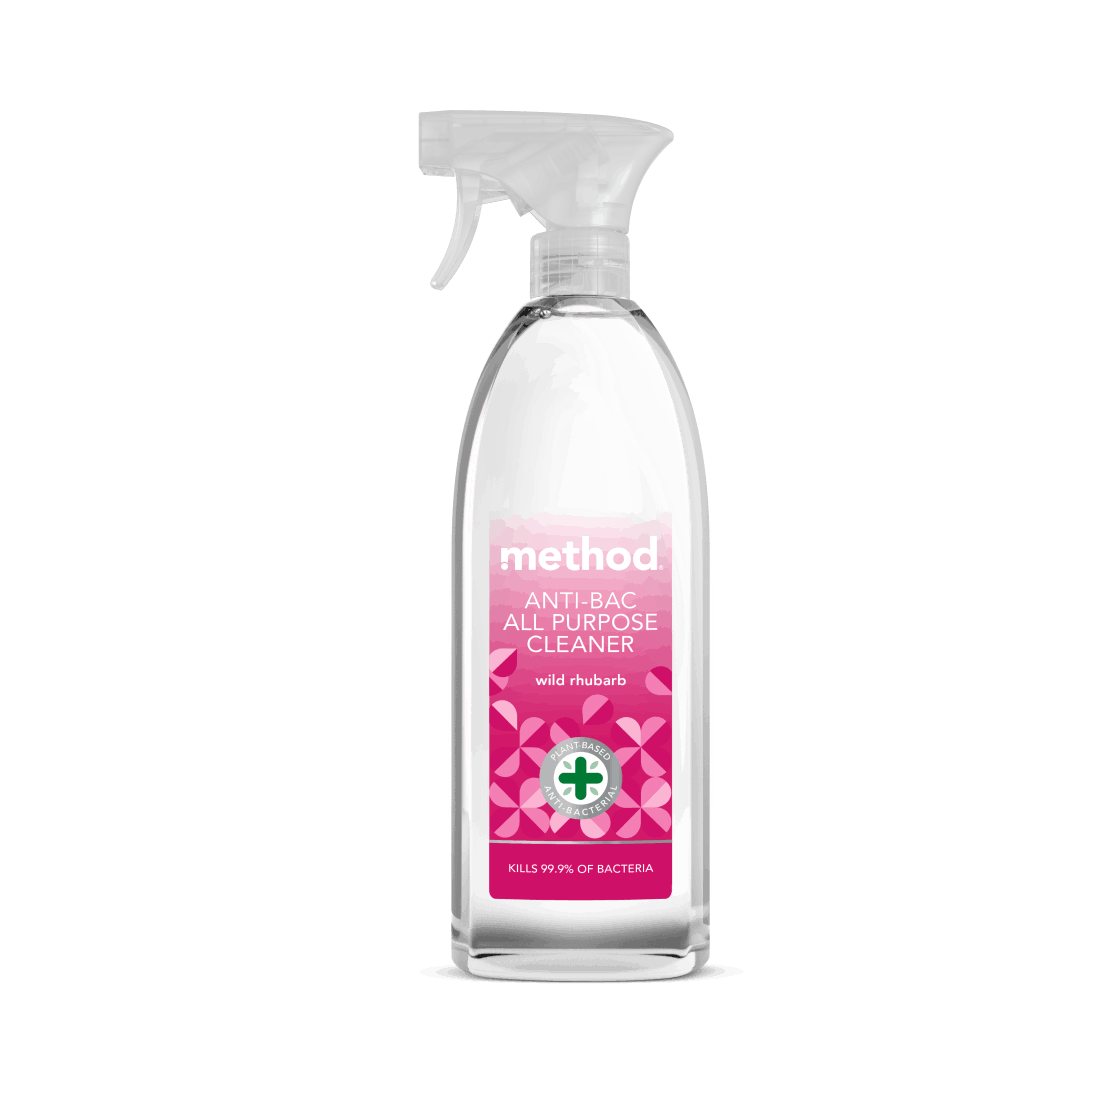 method
ANTI-BAC
ALL PURPOSE
CLEANER
wild rhubarb
PLANT-BASED
ANTI-BACTERIAL
KILLS 99.9% OF BACTERIA